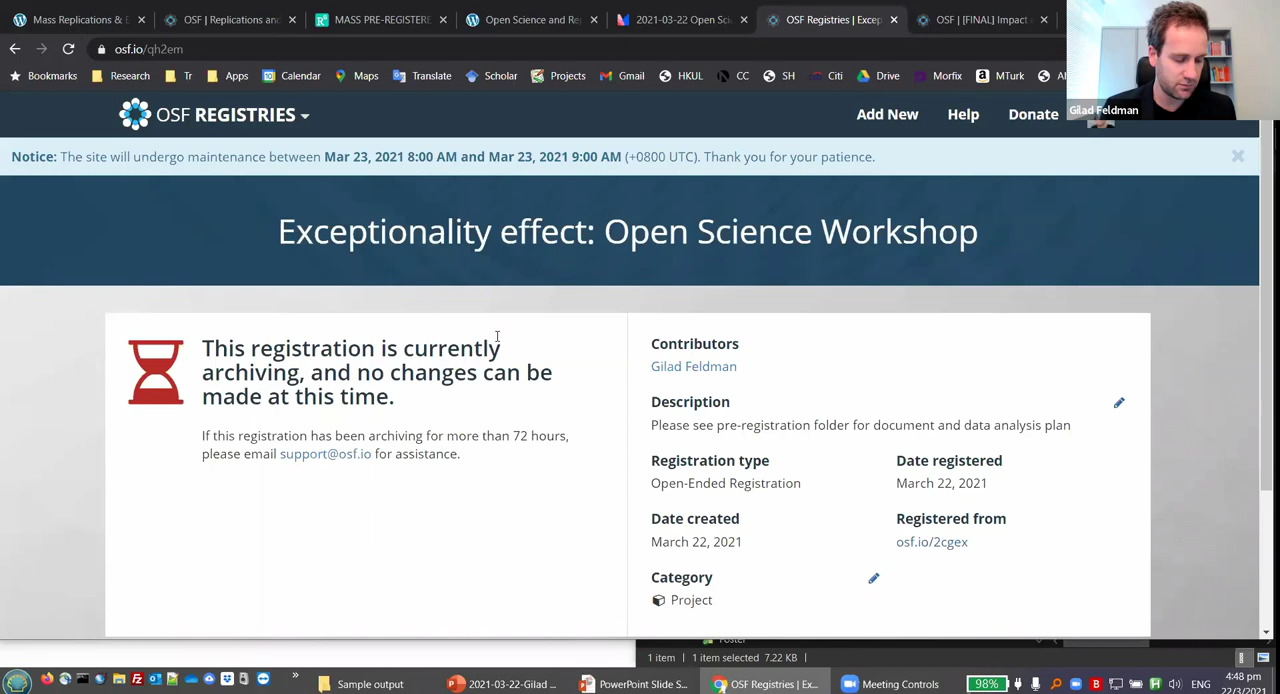 Mass Replications &
OSF | Replications and
MASS PRE-REGISTERE
Open Science and Re
2021-03-22 Open Sci
OSF Registries | Excep
OSF | [FINAL] Impact
osf.io/qh2em
Bookmarks
Research
Tr
Apps
Calendar
Maps
Translate
Scholar
Projects
Gmail
HKUL
CC
SH
Citi
Drive
Morfix
MTurk
Gilad Feldman
OSF REGISTRIES
Add New
Help
Donate
Notice: The site will undergo maintenance between Mar 23, 2021 8:00 AM and Mar 23, 2021 9:00 AM (+0800 UTC). Thank you for your patience.
Exceptionality effect: Open Science Workshop
This registration is currently
archiving, and no changes can be
made at this time.
If this registration has been archiving for more than 72 hours,
please email support@osf.io for assistance.
Contributors
Gilad Feldman
Description
Please see pre-registration folder for document and data analysis plan
Registration type
Open-Ended Registration
Date registered
March 22, 2021
Date created
March 22, 2021
Registered from
osf.io/2cgex
Category
Project
1 item
1 item selected 7.22 KB
Sample output
2021-03-22-Gilad ...
PowerPoint Slide S...
OSF Registries | Ex...
Meeting Controls
98%
ENG
4:48 pm
22/03/2021